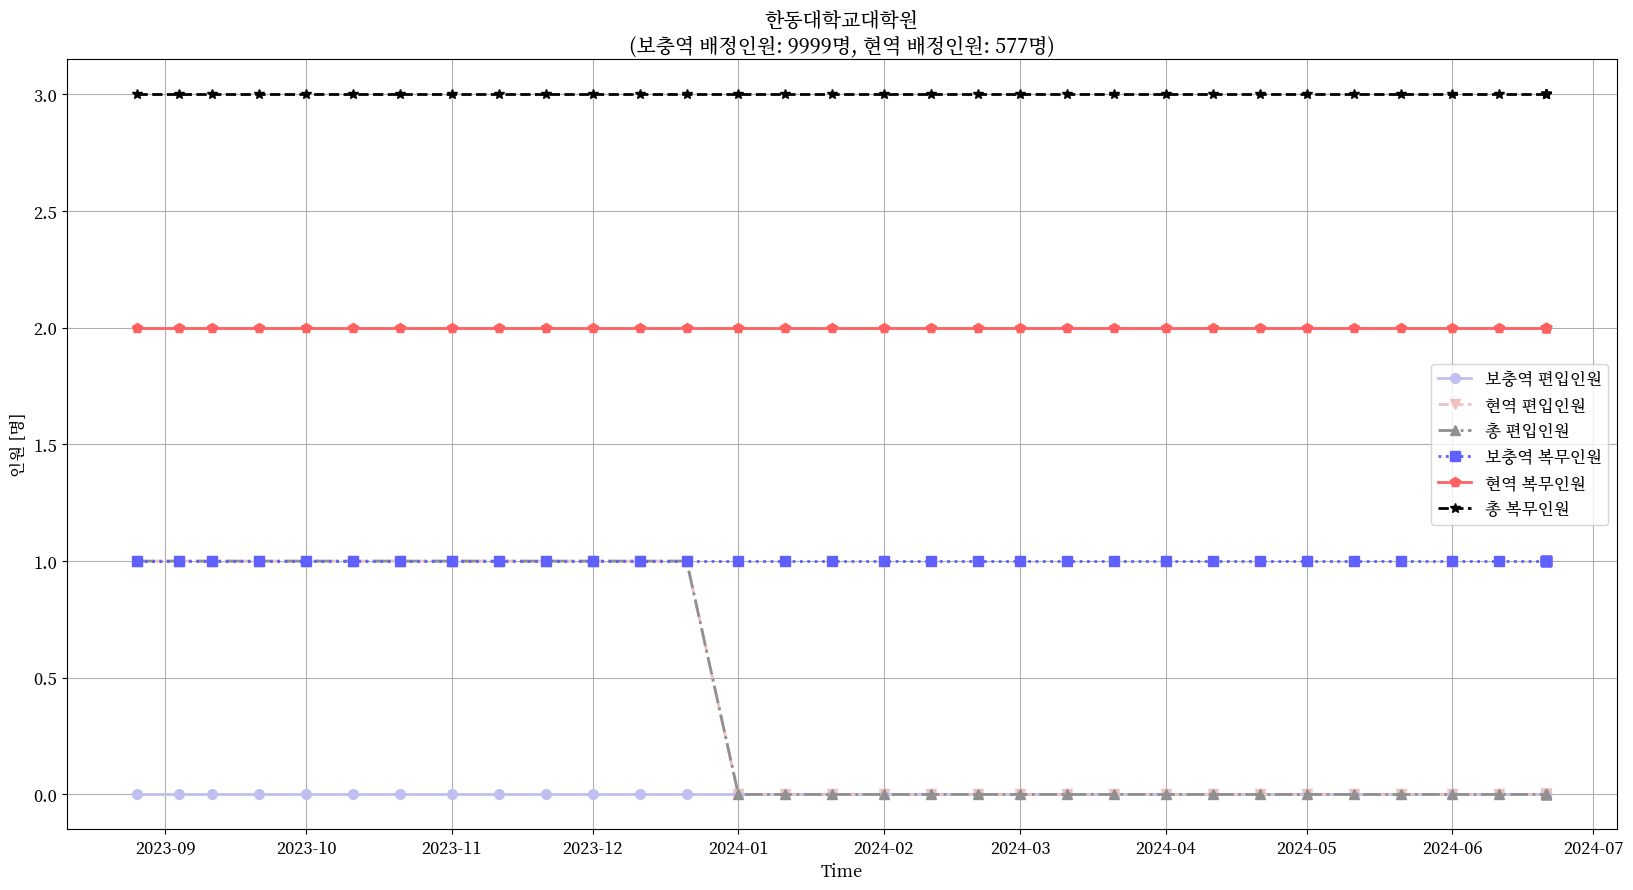 한동대학교대학원
(보충역 배정인원: 9999명, 현역 배정인원: 577명)
인원 [명]
3.0
2.5
2.0
1.5
1.0
0.5
0.0
보충역 편입인원
현역 편입인원
총 편입인원
보충역 복무인원
현역 복무인원
총 복무인원
2023-09 2023-10 2023-11 2023-12 2024-01 2024-02 2024-03 2024-04 2024-05 2024-06 2024-07
Time